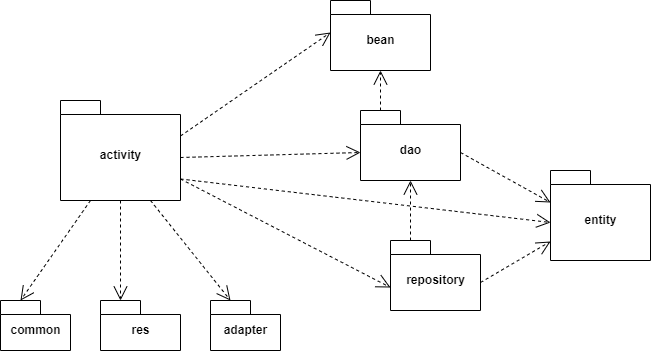 bean
activity
dao
entity
repository
common
res
adapter